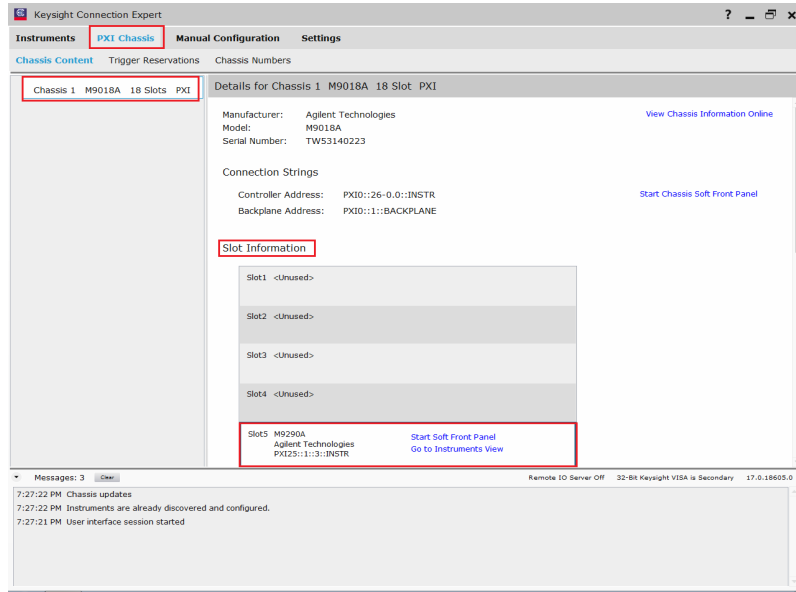 Keysight Connection Expert
Instruments PXI Chassis Manual Configuration Settings
Chassis Content Trigger Reservations Chassis Numbers
Chassis 1 M9018A 18 Slots PXI
Details for Chassis 1 M9018A 18 Slot PXI
Manufacturer: Agilent Technologies
View Chassis Information Online
Model: M9018A
Serial Number: TW53140223
Connection Strings
Controller Address: PXI0::26-0.0::INSTR
Start Chassis Soft Front Panel
Backplane Address: PXI0::1::BACKPLANE
Slot Information
Slot1 <Unused>
Slot2 <Unused>
Slot3 <Unused>
Slot4 <Unused>
Slot5 M9290A
Agilent Technologies
PXI25::1::3::INSTR
Start Soft Front Panel
Go to Instruments View
Messages: 3 Clear
Remote IO Server Off 32-Bit Keysight VISA is Secondary 17.0.18605.0
7:27:22 PM Chassis updates
7:27:22 PM Instruments are already discovered and configured.
7:27:21 PM User interface session started